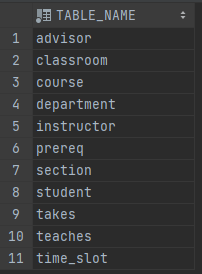 TABLE_NAME
1 advisor
2 classroom
3 course
4 department
5 instructor
6 prereq
7 section
8 student
9 takes
10 teaches
11 time_slot